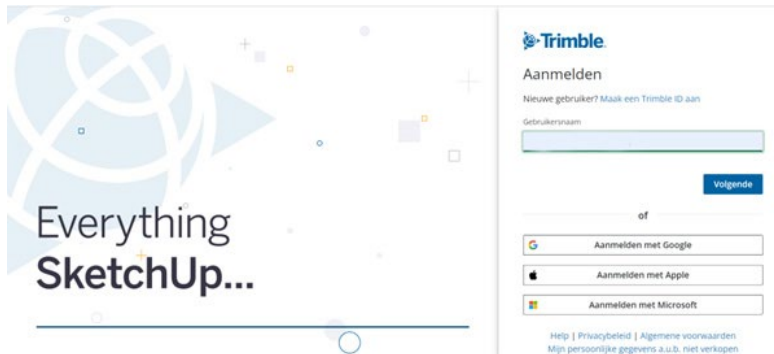 Everything
SketchUp...
Trimble
Aanmelden
Nieuwe gebruiker? Maak een Trimble ID aan
Gebruikersnaam
Volgende
of
Aanmelden met Google
Aanmelden met Apple
Aanmelden met Microsoft
Help | Privacybeleid | Algemene voorwaarden
Mijn persoonlijke gegevens a.u.b. niet verkopen